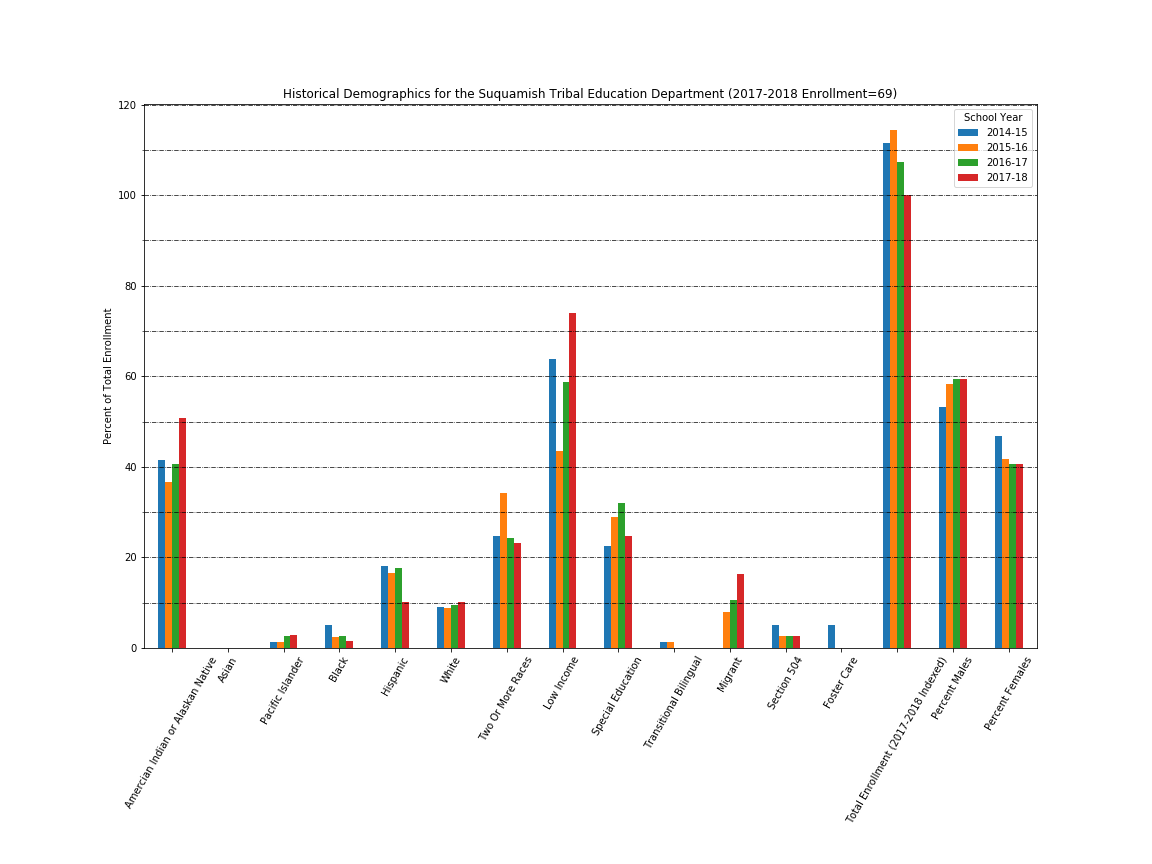 Historical Demographics for the Suquamish Tribal Education Department (2017-2018 Enrollment=69)
School Year
2014-15
2015-16
2016-17
2017-18
Percent of Total Enrollment
120
100
80
60
40
20
0
Amercian Indian or Alaskan Native
Asian
Pacific Islander
Black
Hispanic
White
Two Or More Races
Low Income
Special Education
Transitional Bilingual
Migrant
Section 504
Foster Care
Total Enrollment (2017-2018 Indexed)
Percent Males
Percent Females